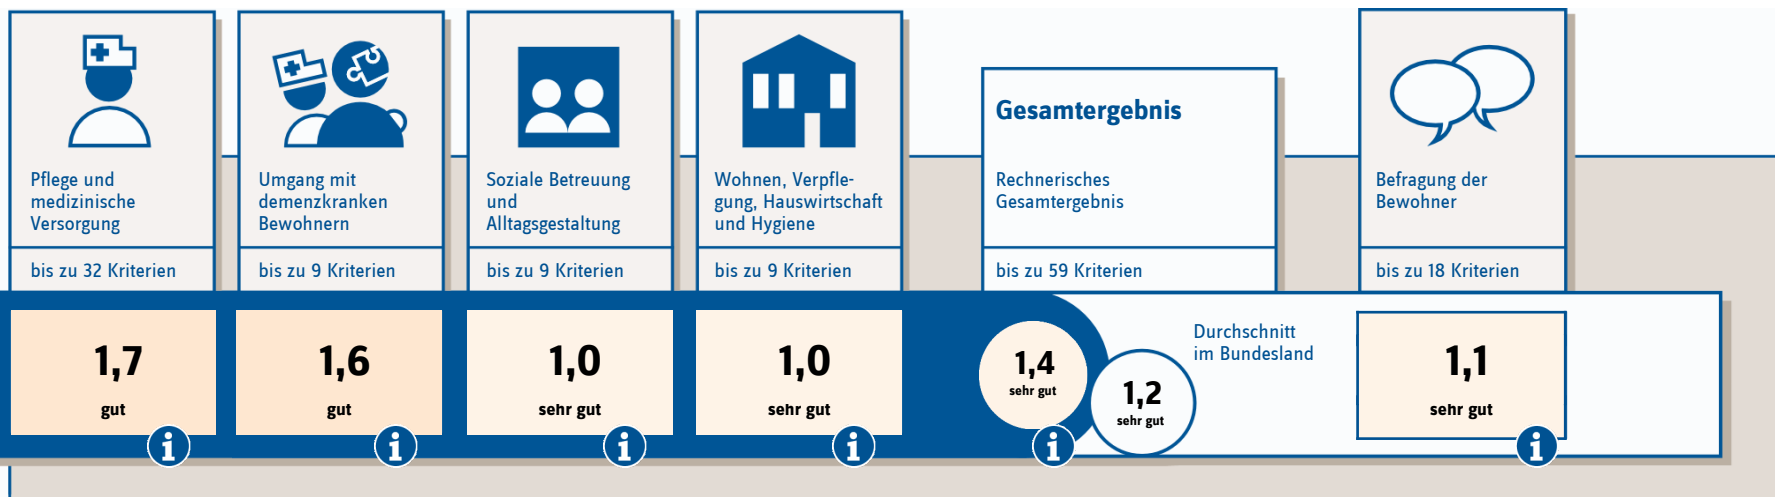 Pflege und
medizinische
Versorgung
bis zu 32 Kriterien
1,7
gut
Umgang mit
demenzkranken
Bewohnern
bis zu 9 Kriterien
1,6
gut
Soziale Betreuung
und
Alltagsgestaltung
bis zu 9 Kriterien
1,0
sehr gut
Wohnen, Verpfle-
gung, Hauswirtschaft
und Hygiene
bis zu 9 Kriterien
1,0
sehr gut
Gesamtergebnis
Rechnerisches
Gesamtergebnis
bis zu 59 Kriterien
1,4
sehr gut
1,2
sehr gut
Durchschnitt
im Bundesland
Befragung der
Bewohner
bis zu 18 Kriterien
1,1
sehr gut